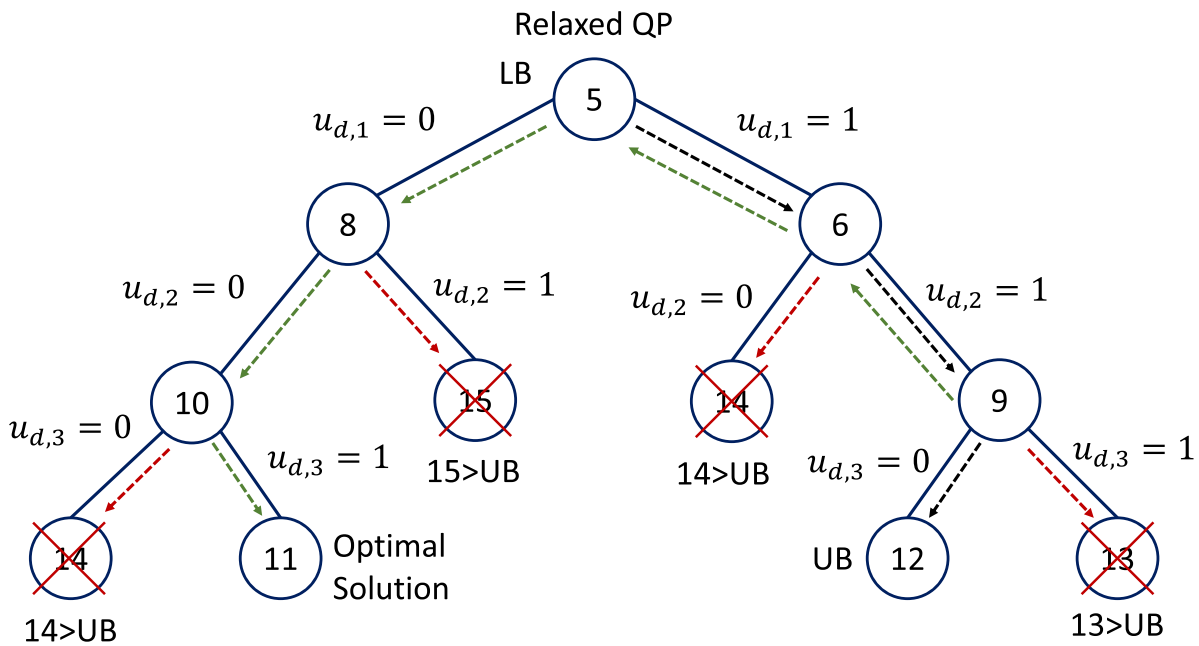 Relaxed QP
LB
5
u_{d,1} = 0
u_{d,1} = 1
8
6
u_{d,2} = 0
u_{d,2} = 1
u_{d,2} = 0
u_{d,2} = 1
10
15
14
9
u_{d,3} = 0
u_{d,3} = 1
15>UB
14>UB
u_{d,3} = 0
u_{d,3} = 1
14
11
Optimal
Solution
UB
12
13
14>UB
13>UB